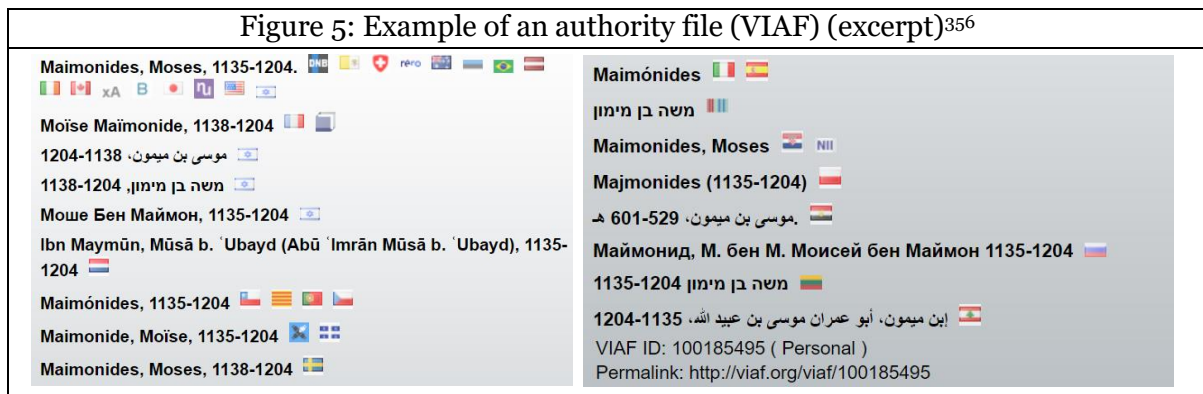 Figure 5: Example of an authority file (VIAF) (excerpt)356
Maimonides, Moses, 1135-1204. DNB rero
xA B
Moïse Maïmonide, 1138-1204
موسى بن ميمون، 1138-1204
משה בן מימון, 1138-1204
Моше Бен Маймон, 1135-1204
Ibn Maymūn, Mūsā b. ʿUbayd (Abū ʿImrān Mūsā b. ʿUbayd), 1135-
1204
Maimónides, 1135-1204
Maimonide, Moïse, 1135-1204
Maimonides, Moses, 1138-1204
Maimónides
משה בן מימון
Maimonides, Moses NII
Majmonides (1135-1204)
موسى بن ميمون، 529-601 هـ.
Маймонид, М. бен М. Моисей бен Маймон 1135-1204
משה בן מימון 1135-1204
إبن ميمون، أبو عمران موسى بن عبيد الله، 1135-1204
VIAF ID: 100185495 ( Personal )
Permalink: http://viaf.org/viaf/100185495